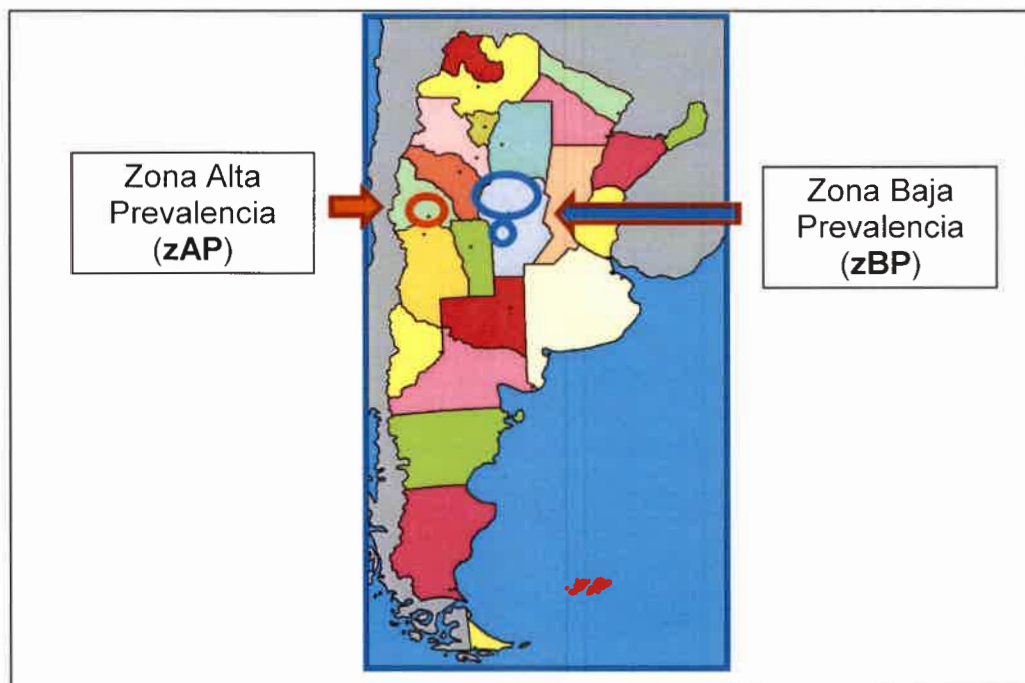 Zona Alta
Prevalencia
(zAP)
Zona Baja
Prevalencia
(zBP)